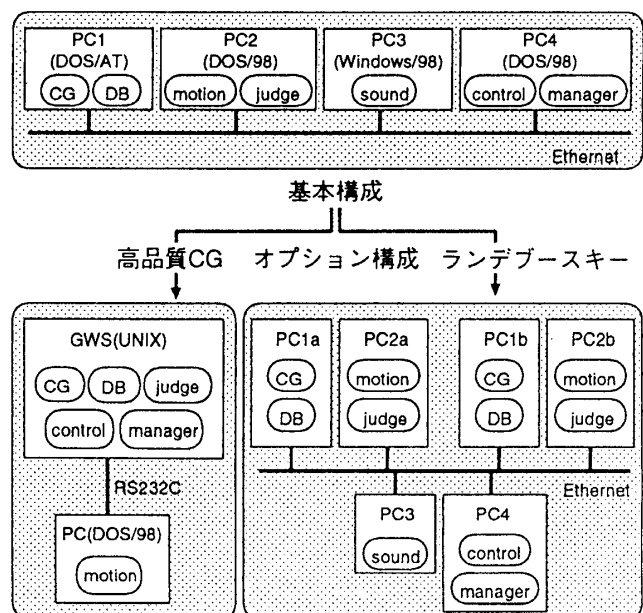 PC1 PC2 PC3 PC4
(DOS/AT) (DOS/98) (Windows/98) (DOS/98)
CG DB motion judge sound control manager
Ethernet
基本構成
高品質CG オプション構成 ランデブースキー
GWS(UNIX)
CG DB judge
control manager
RS232C
PC(DOS/98)
motion
PC1a PC2a PC1b PC2b
CG motion CG motion
DB judge DB judge
Ethernet
PC3 PC4
sound control
manager